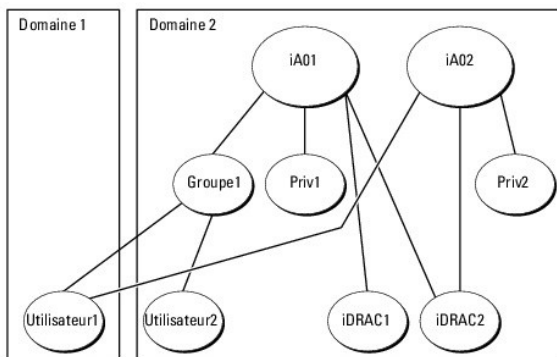 Domaine 1
Domaine 2
iA01
iA02
Groupe1
Priv1
Priv2
Utilisateur1
Utilisateur2
iDRAC1
iDRAC2